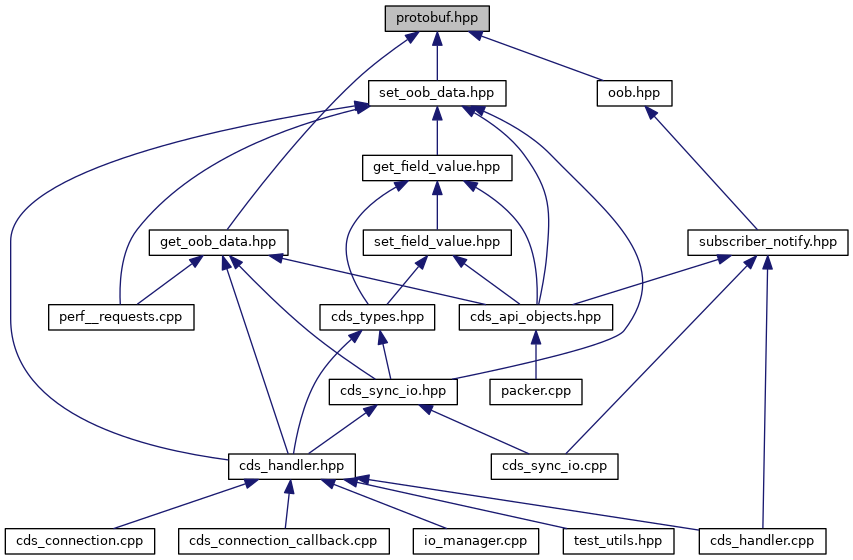 protobuf.hpp
set_oob_data.hpp
oob.hpp
get_field_value.hpp
get_oob_data.hpp
set_field_value.hpp
subscriber_notify.hpp
perf__requests.cpp
cds_types.hpp
cds_api_objects.hpp
cds_sync_io.hpp
packer.cpp
cds_handler.hpp
cds_sync_io.cpp
cds_connection.cpp
cds_connection_callback.cpp
io_manager.cpp
test_utils.hpp
cds_handler.cpp